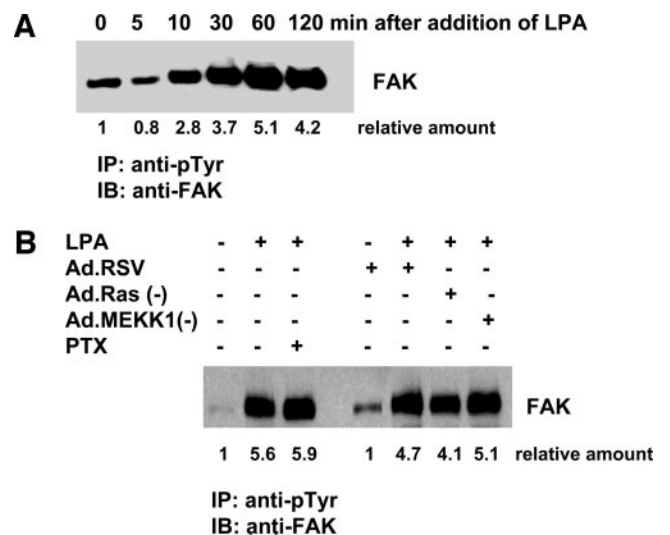 A
0 5 10 30 60 120 min after addition of LPA
FAK
1 0.8 2.8 3.7 5.1 4.2 relative amount
IP: anti-pTyr
IB: anti-FAK
B
LPA - + + - + + +
Ad.RSV - - - + + - -
Ad.Ras (-) - - - - - + -
Ad.MEKK1(-) - - - - - - +
PTX - - + - - - -
FAK
1 5.6 5.9 1 4.7 4.1 5.1 relative amount
IP: anti-pTyr
IB: anti-FAK